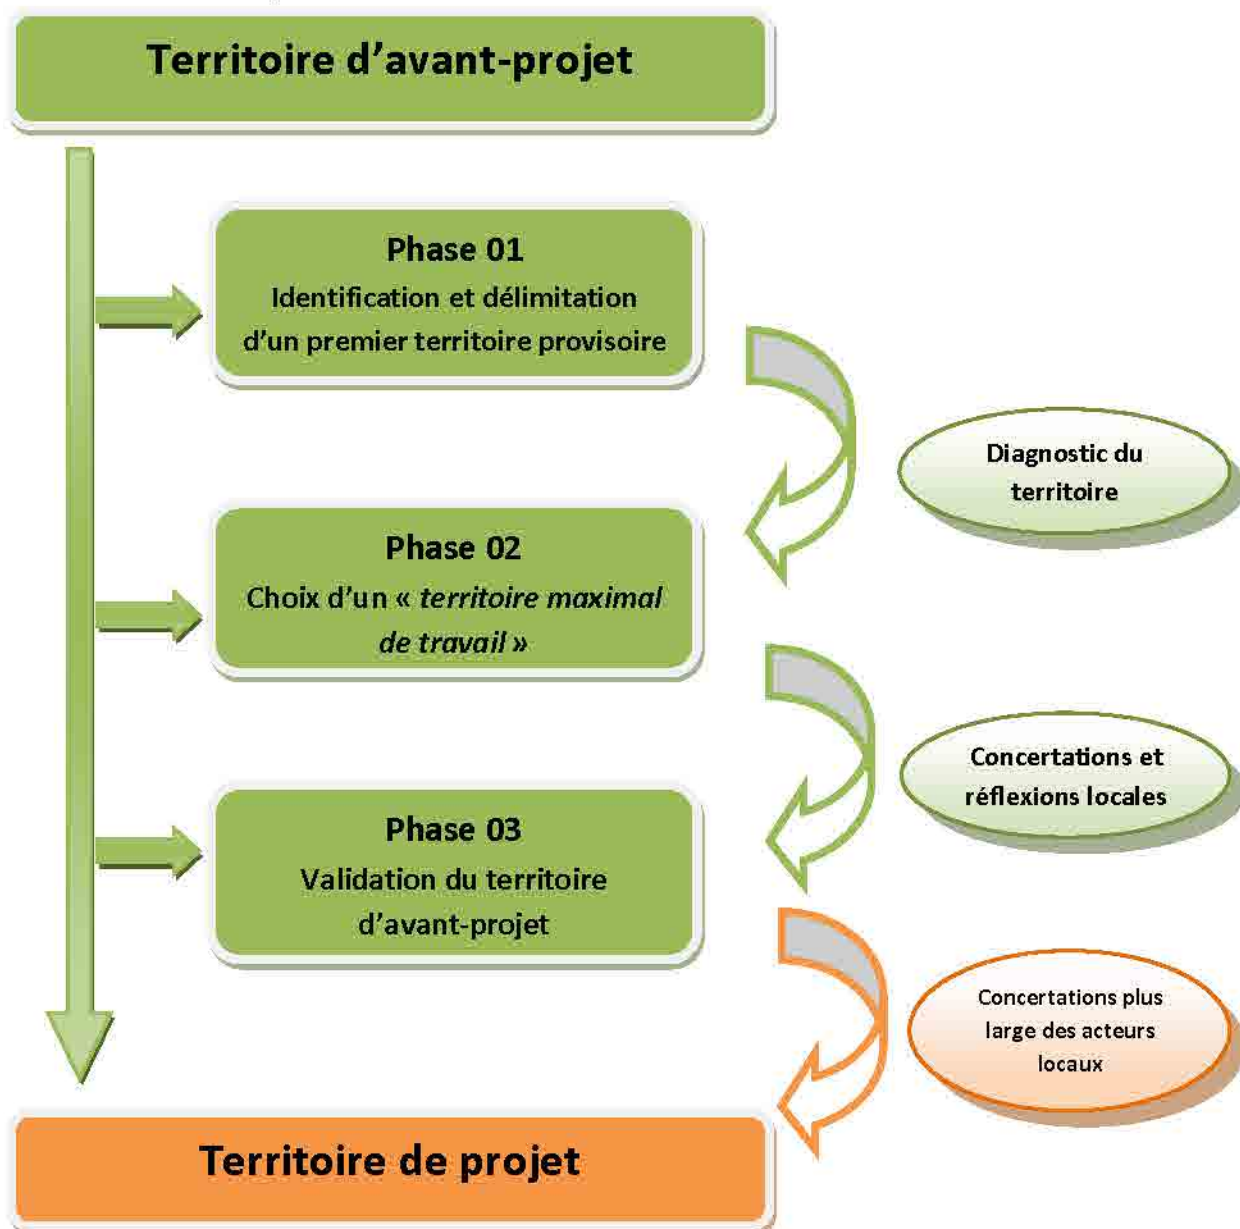 Territoire d’avant-projet
Phase 01
Identification et délimitation
d’un premier territoire provisoire
Diagnostic du
territoire
Phase 02
Choix d’un « territoire maximal
de travail »
Concertations et
réflexions locales
Phase 03
Validation du territoire
d’avant-projet
Concertations plus
large des acteurs
locaux
Territoire de projet